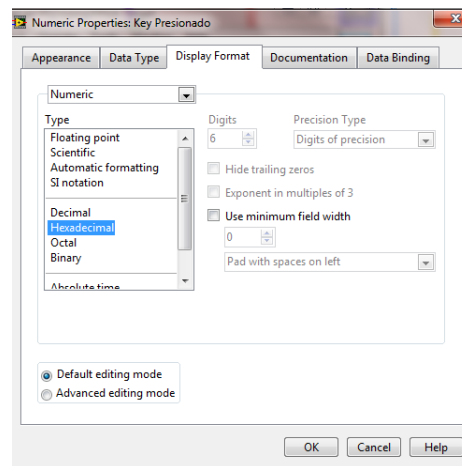 Numeric Properties: Key Presionado
Appearance Data Type Display Format Documentation Data Binding
Numeric
Type Digits Precision Type
Floating point 6 Digits of precision
Scientific
Automatic formatting Hide trailing zeros
SI notation Exponent in multiples of 3
Decimal Use minimum field width
Hexadecimal 0
Octal
Binary Pad with spaces on left
Absolute time
Default editing mode
Advanced editing mode
OK Cancel Help